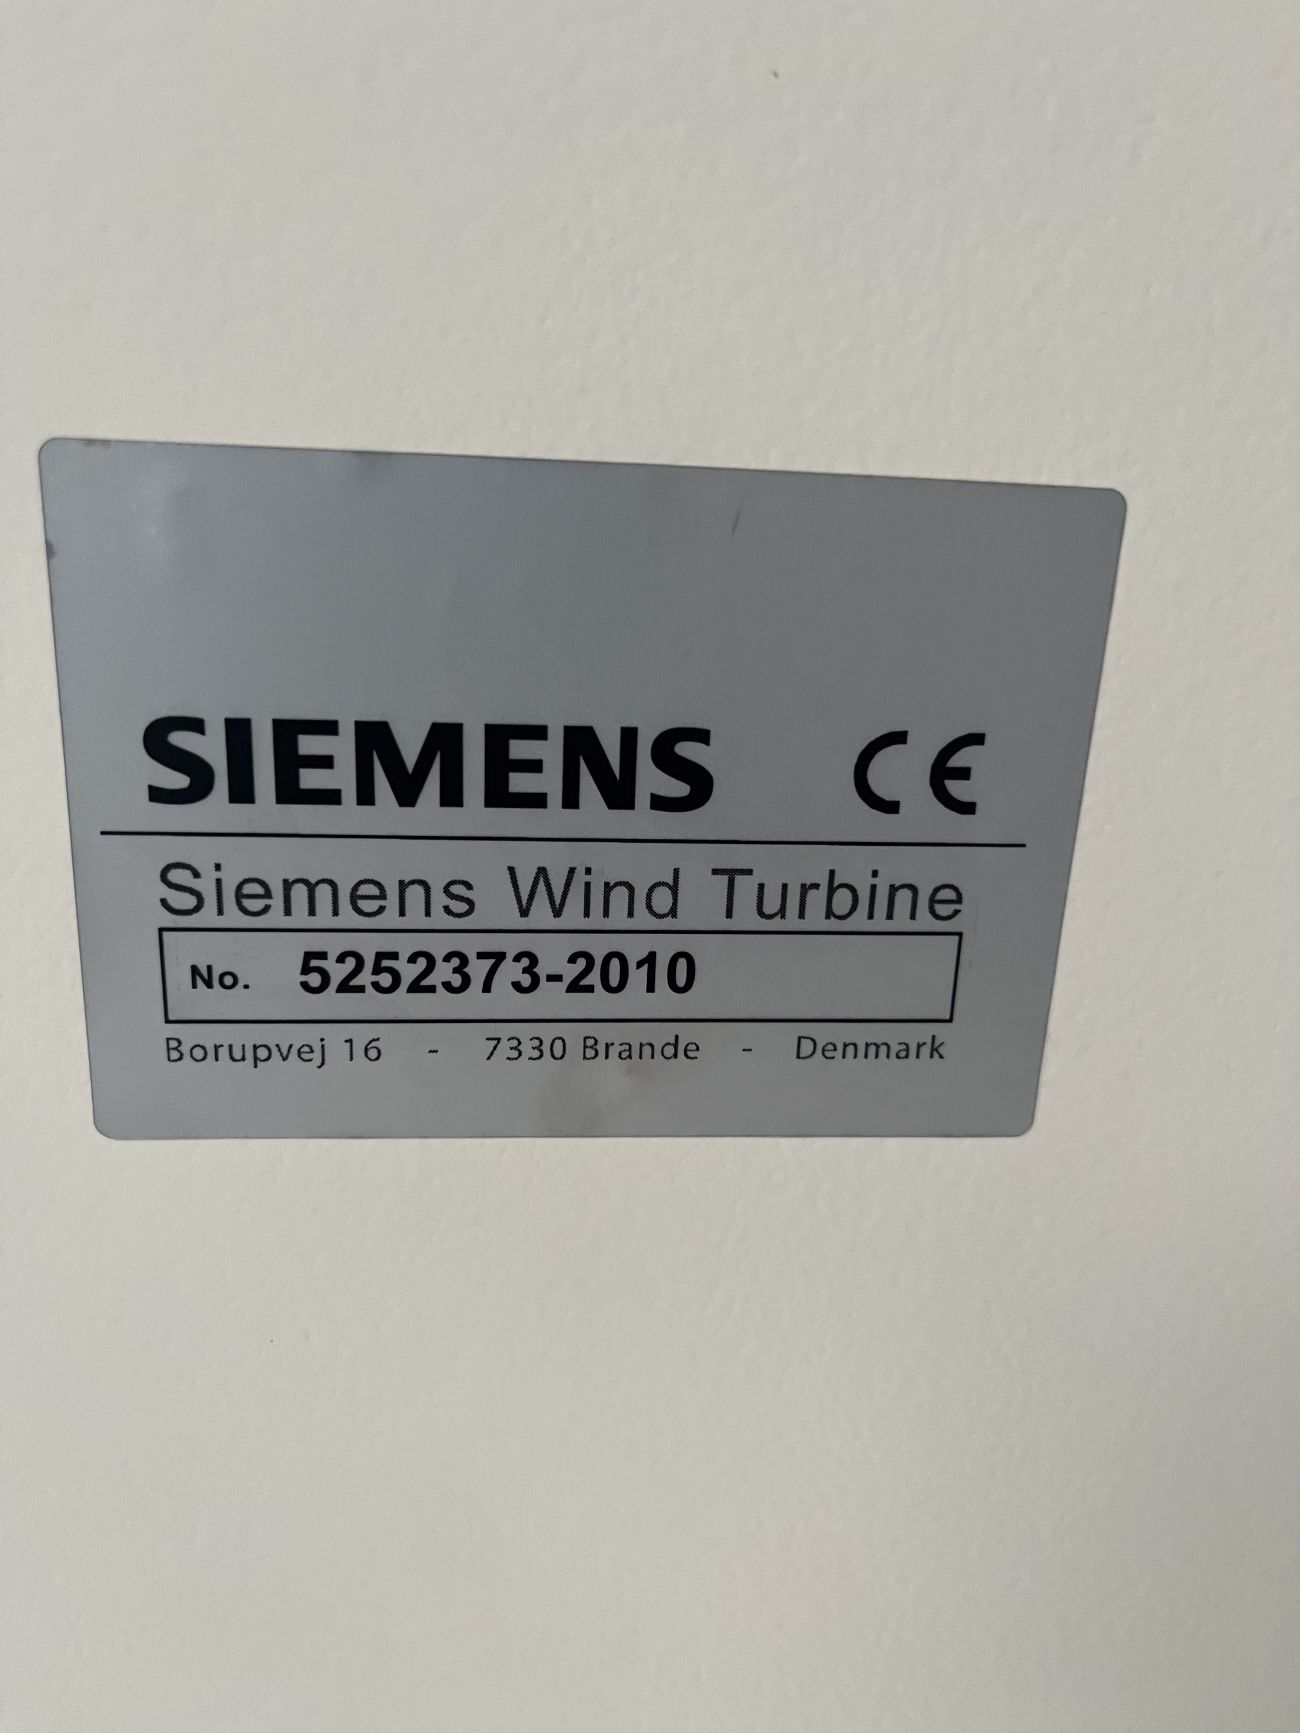 SIEMENS CE
Siemens Wind Turbine
No. 5252373-2010
Borupvej 16 - 7330 Brande - Denmark